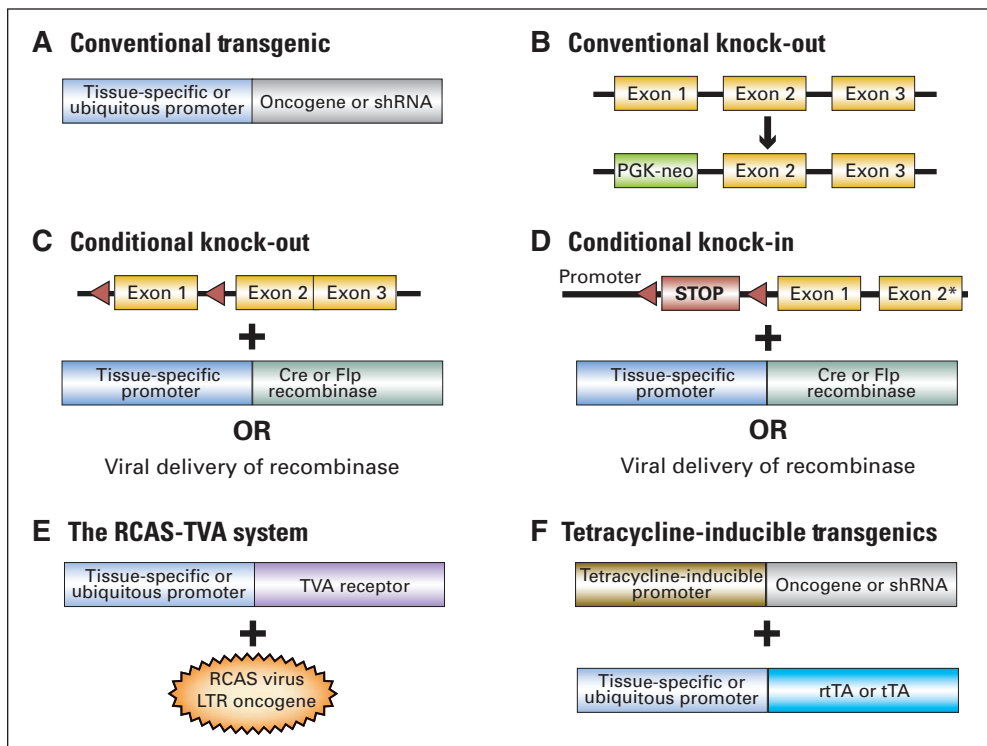 A Conventional transgenic
Tissue-specific or
ubiquitous promoter
Oncogene or shRNA
B Conventional knock-out
Exon 1 Exon 2 Exon 3
PGK-neo Exon 2 Exon 3
C Conditional knock-out
Exon 1 Exon 2 Exon 3
+
Tissue-specific
promoter
Cre or Flp
recombinase
OR
Viral delivery of recombinase
D Conditional knock-in
Promoter
STOP Exon 1 Exon 2*
+
Tissue-specific
promoter
Cre or Flp
recombinase
OR
Viral delivery of recombinase
E The RCAS-TVA system
Tissue-specific or
ubiquitous promoter
TVA receptor
+
RCAS virus
LTR oncogene
F Tetracycline-inducible transgenics
Tetracycline-inducible
promoter
Oncogene or shRNA
+
Tissue-specific or
ubiquitous promoter
rtTA or tTA